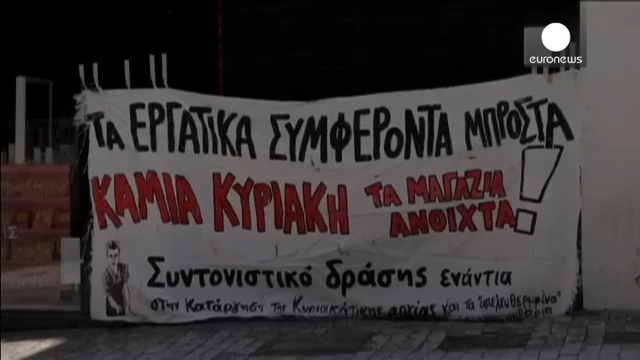 euronews
ΤΑ ΕΡΓΑΤΙΚΑ ΣΥΜΦΕΡΟΝΤΑ ΜΠΡΟΣΤΑ
ΚΑΜΙΑ ΚΥΡΙΑΚΗ ΤΑ ΜΑΓΑΖΙΑ
ΑΝΟΙΧΤΑ!
Συντονιστικό δράσης ενάντια
στην κατάργηση της Κυριακάτικης αργίας και τα "απελευθερωμένα"
ωράρια